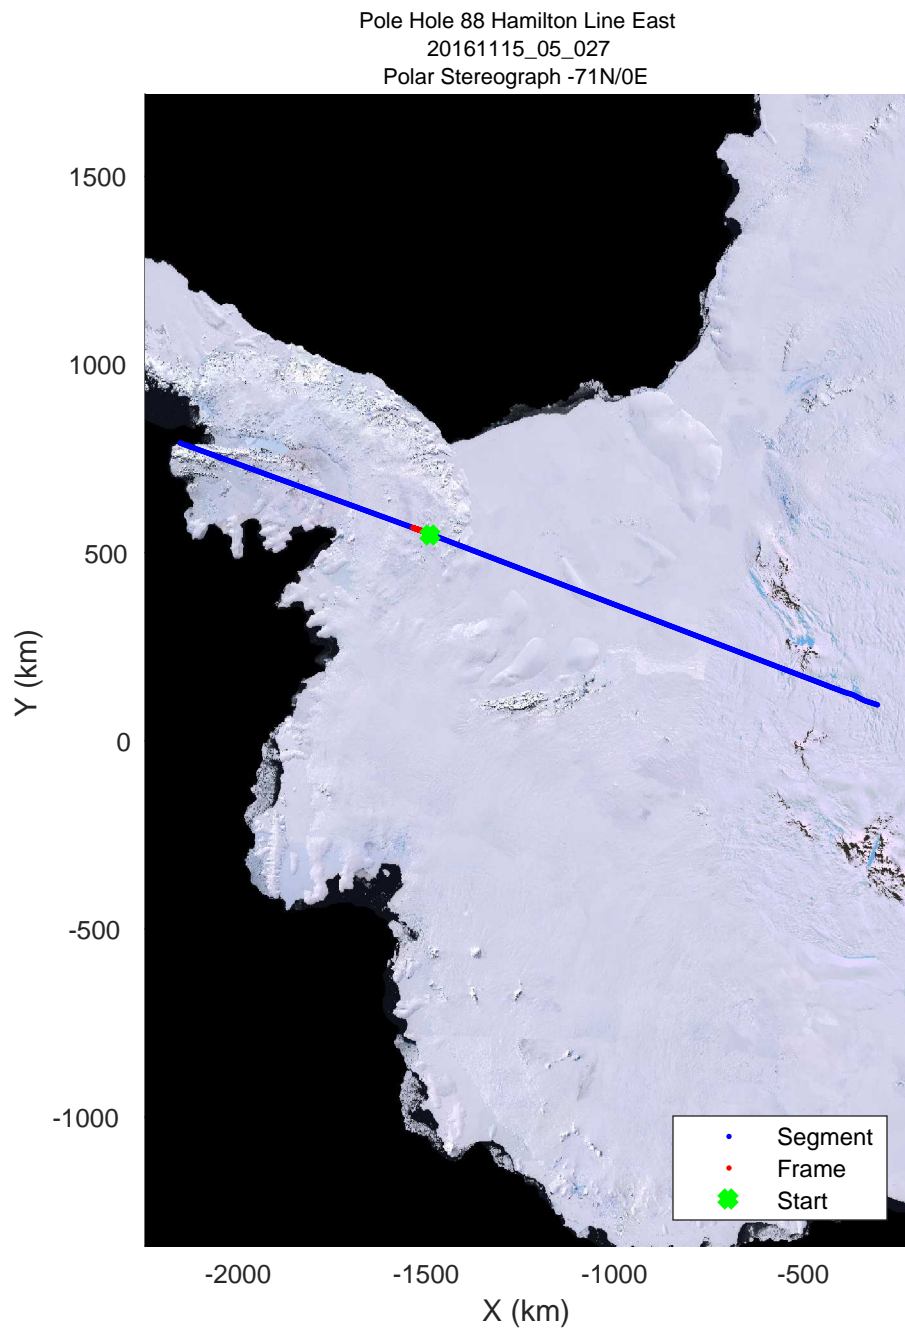 Pole Hole 88 Hamilton Line East
20161115_05_027
Polar Stereograph -71N/0E
1500
1000
500
0
-500
-1000
Y (km)
-2000
-1500
-1000
-500
X (km)
Segment
Frame
Start